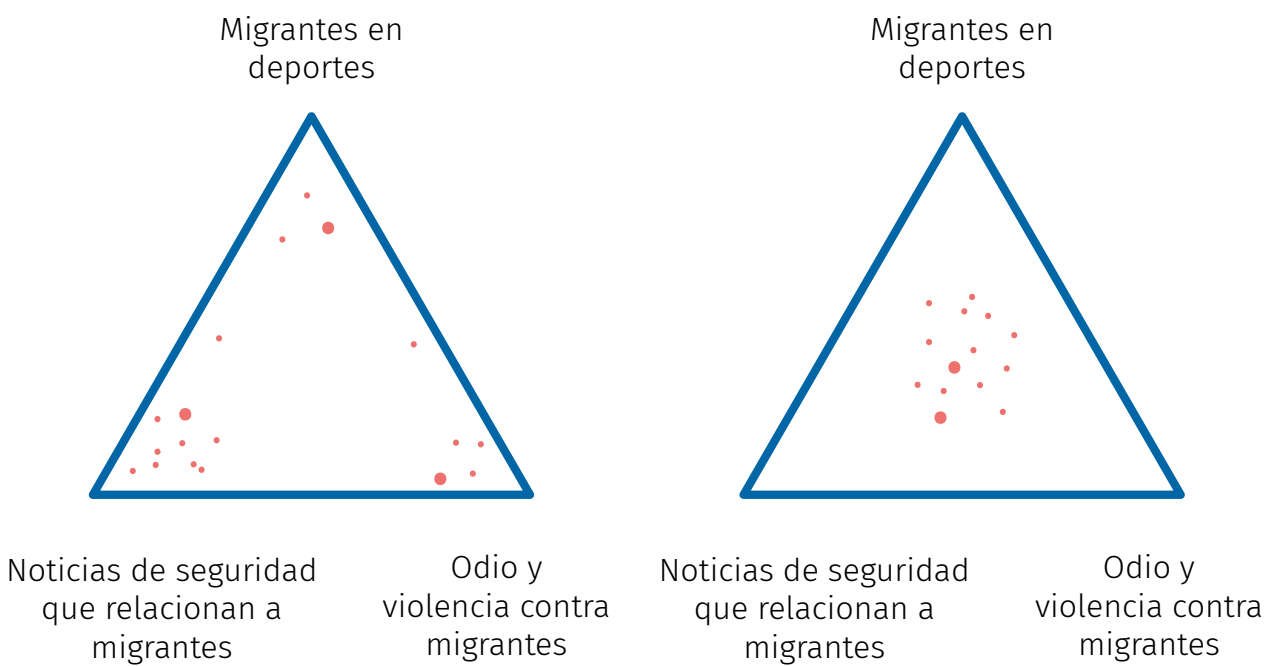 Migrantes en
deportes
Noticias de seguridad
que relacionan a
migrantes
Odio y
violencia contra
migrantes
Migrantes en
deportes
Noticias de seguridad
que relacionan a
migrantes
Odio y
violencia contra
migrantes